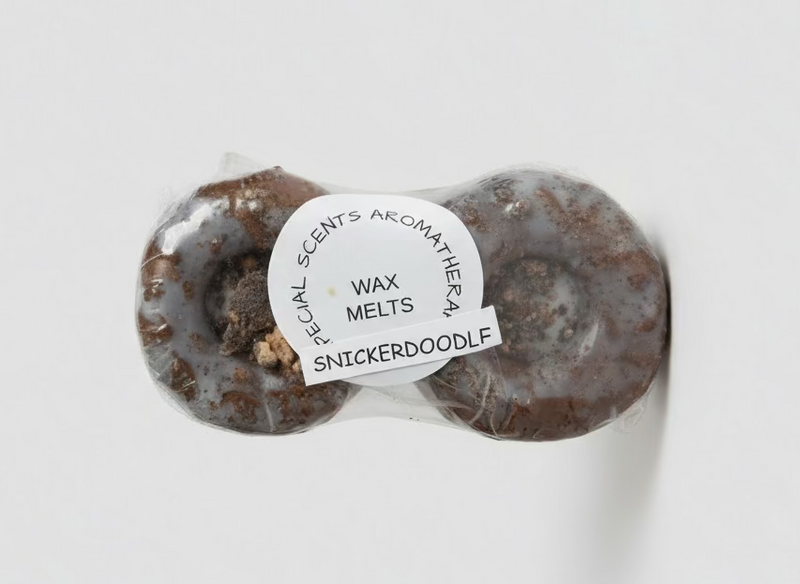 PECIAL SCENTS AROMATHERA
WAX
MELTS
SNICKERDOODLF